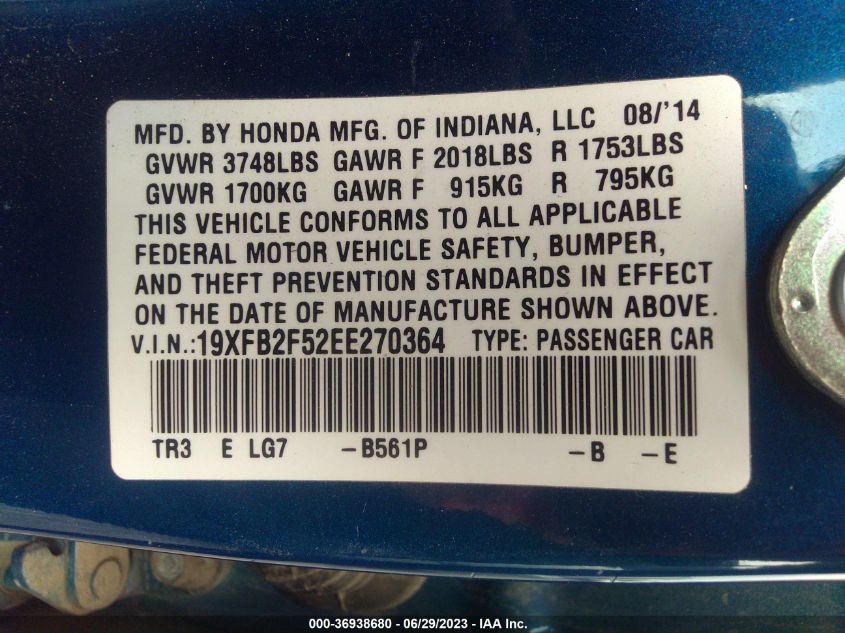 MFD. BY HONDA MFG. OF INDIANA, LLC 08/'14
GVWR 3748LBS GAWR F 2018LBS R 1753LBS
GVWR 1700KG GAWR F 915KG R 795KG
THIS VEHICLE CONFORMS TO ALL APPLICABLE
FEDERAL MOTOR VEHICLE SAFETY, BUMPER,
AND THEFT PREVENTION STANDARDS IN EFFECT
ON THE DATE OF MANUFACTURE SHOWN ABOVE.
V.I.N.:19XFB2F52EE270364 TYPE: PASSENGER CAR
TR3 E LG7 -B561P -B -E
000-36938680 - 06/29/2023 - IAA Inc.